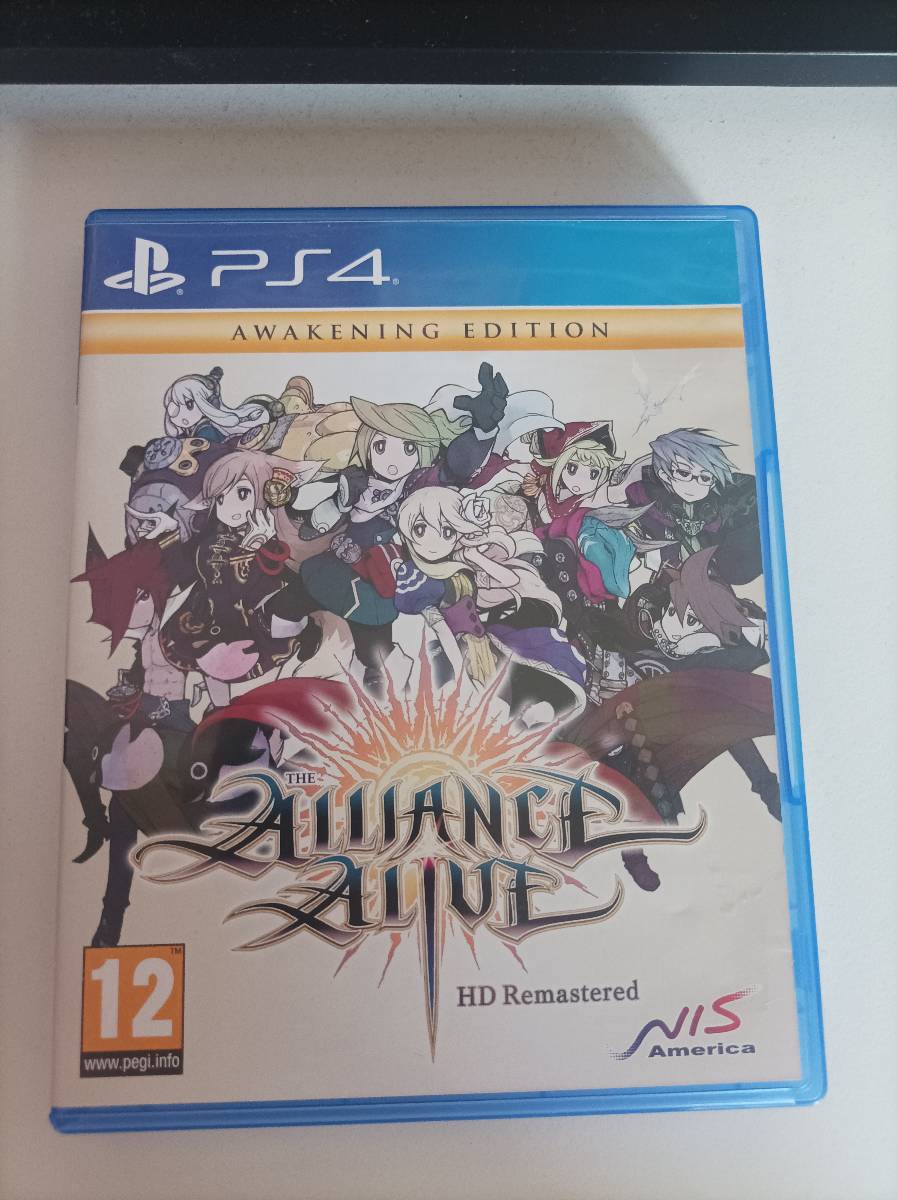 PS4
AWAKENING EDITION
THE
ALLIANCE
ALIVE
HD Remastered
12
www.pegi.info
NIS
America